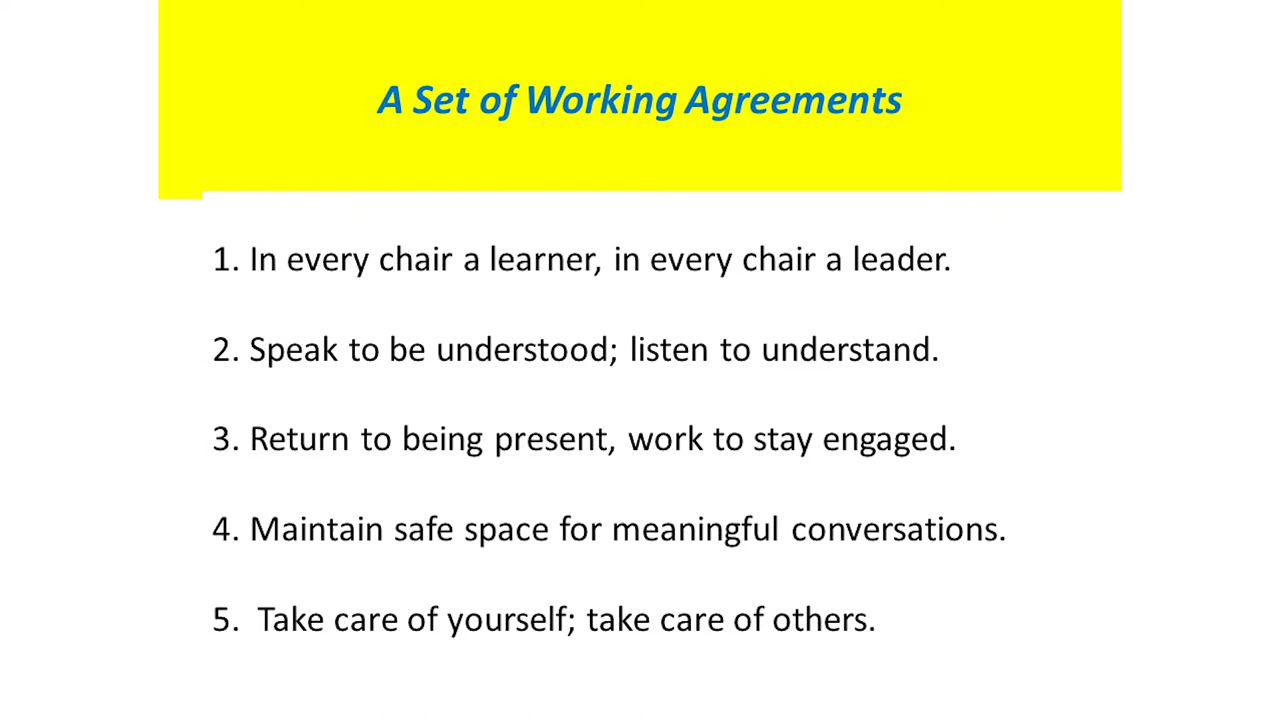 A Set of Working Agreements
1. In every chair a learner, in every chair a leader.
2. Speak to be understood; listen to understand.
3. Return to being present, work to stay engaged.
4. Maintain safe space for meaningful conversations.
5.  Take care of yourself; take care of others.